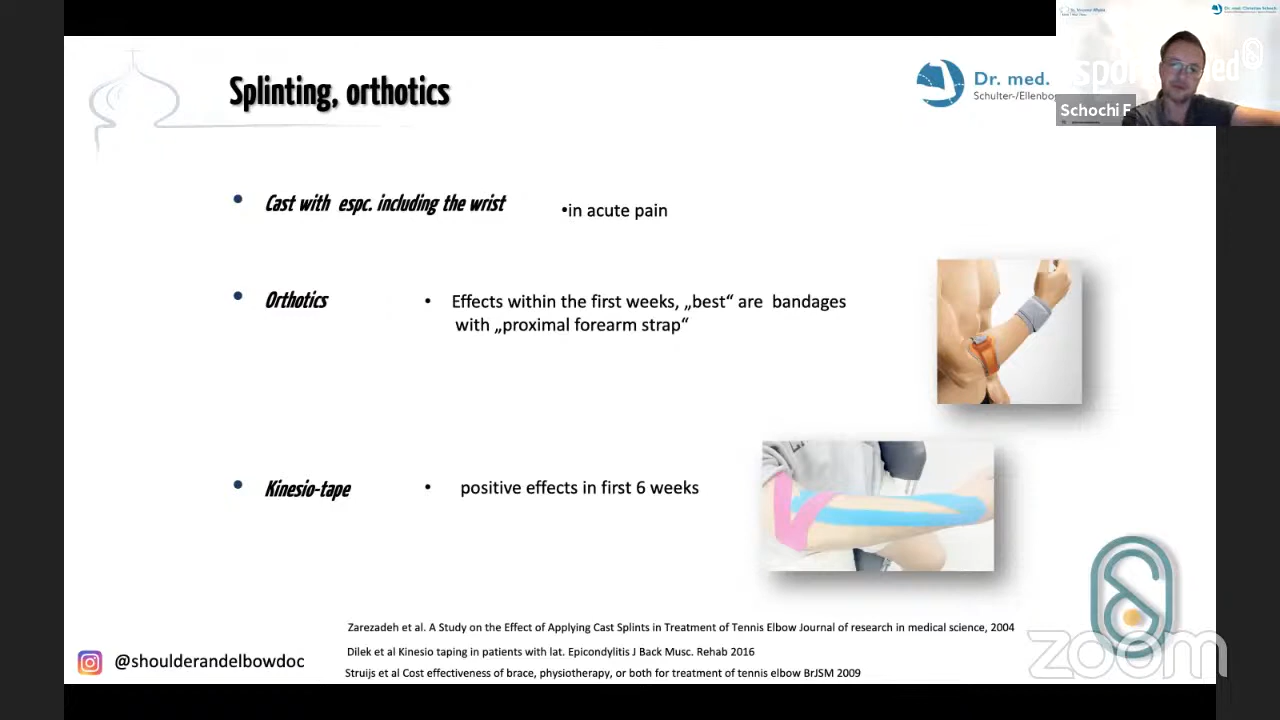 Splinting, orthotics
Dr. med.
Schulter-/Ellenbo
Schochi F
Cast with espc. including the wrist
•in acute pain
Orthotics
• Effects within the first weeks, „best“ are bandages
with „proximal forearm strap“
Kinesio-tape
• positive effects in first 6 weeks
Zarezadeh et al. A Study on the Effect of Applying Cast Splints in Treatment of Tennis Elbow Journal of research in medical science, 2004
Dilek et al Kinesio taping in patients with lat. Epicondylitis J Back Musc. Rehab 2016
Struijs et al Cost effectiveness of brace, physiotherapy, or both for treatment of tennis elbow BrJSM 2009
@shoulderandelbowdoc
zoom